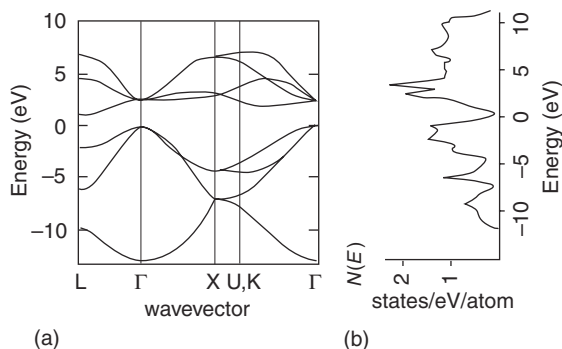 10
5
0
−5
−10
Energy (eV)
L Γ X U,K Γ
wavevector
(a)
10
5
0
−5
−10
Energy (eV)
N(E)
2 1
states/eV/atom
(b)